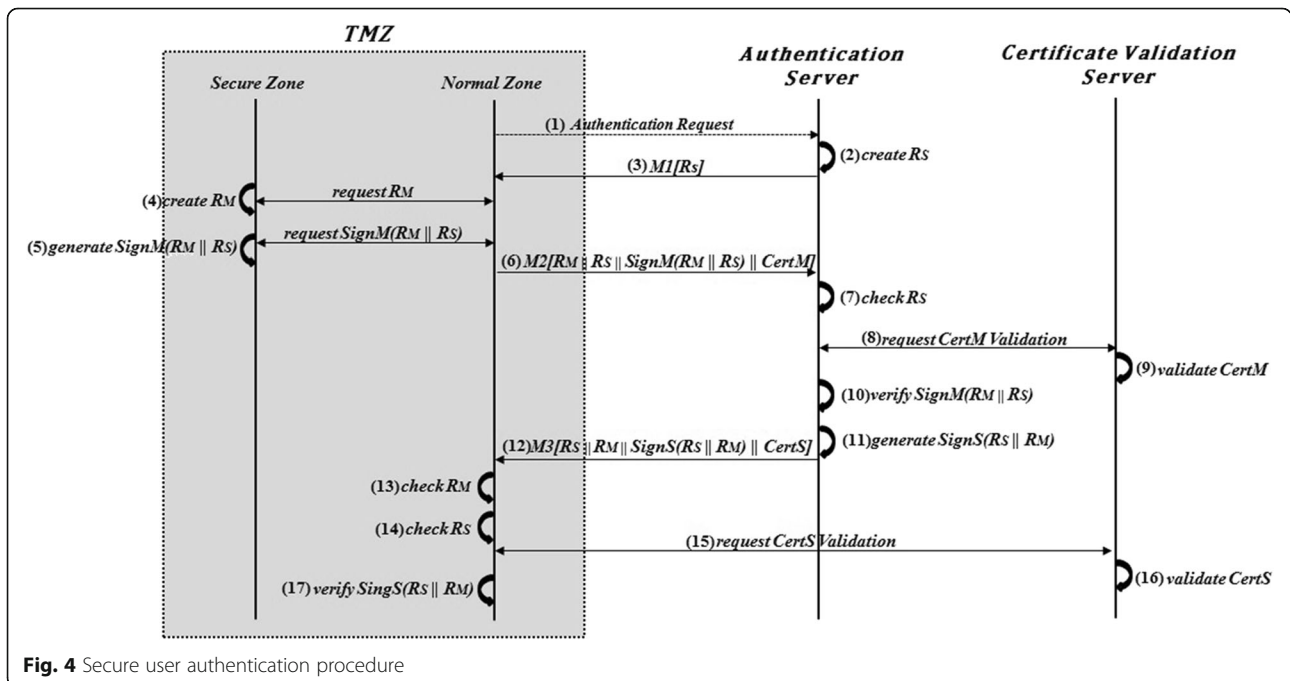 TMZ
Secure Zone
Normal Zone
Authentication
Server
Certificate Validation
Server
(1) Authentication Request
(2) create RS
(3) M1[Rs]
request RM
(4) create RM
request SignM(RM || RS)
(5) generate SignM(RM || RS)
(6) M2[RM || RS || SignM(RM || RS) || CertM]
(7) check RS
(8) request CertM Validation
(9) validate CertM
(10) verify SignM(RM || RS)
(11) generate SignS(RS || RM)
(12) M3[RS || RM || SignS(RS || RM) || CertS]
(13) check RM
(14) check RS
(15) request CertS Validation
(16) validate CertS
(17) verify SingS(RS || RM)
Fig. 4 Secure user authentication procedure